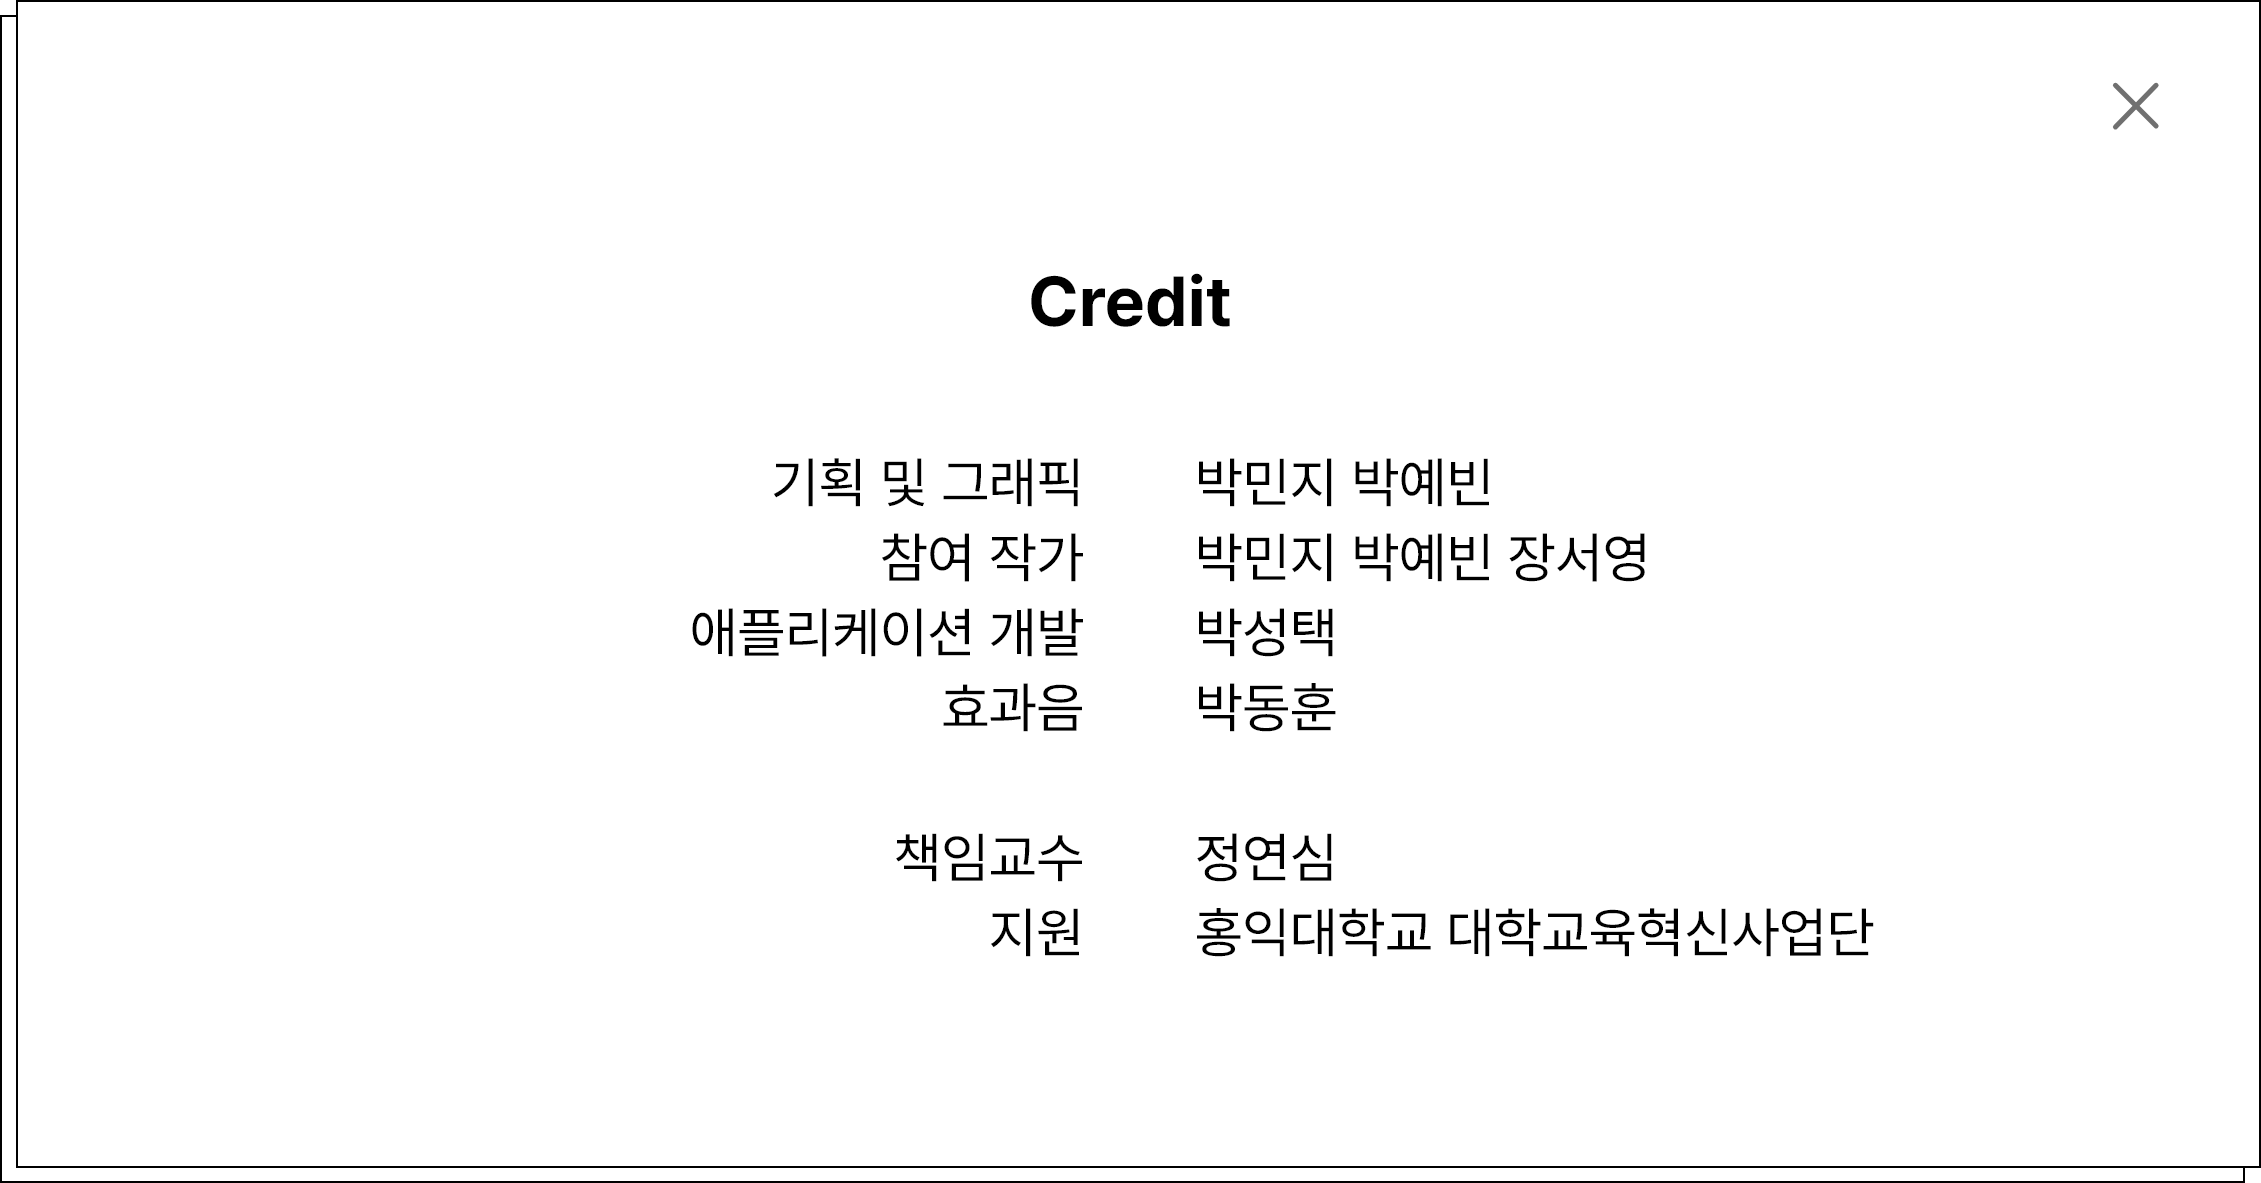 Credit
기획 및 그래픽 박민지 박예빈
참여 작가 박민지 박예빈 장서영
애플리케이션 개발 박성택
효과음 박동훈
책임교수 정연심
지원 홍익대학교 대학교육혁신사업단